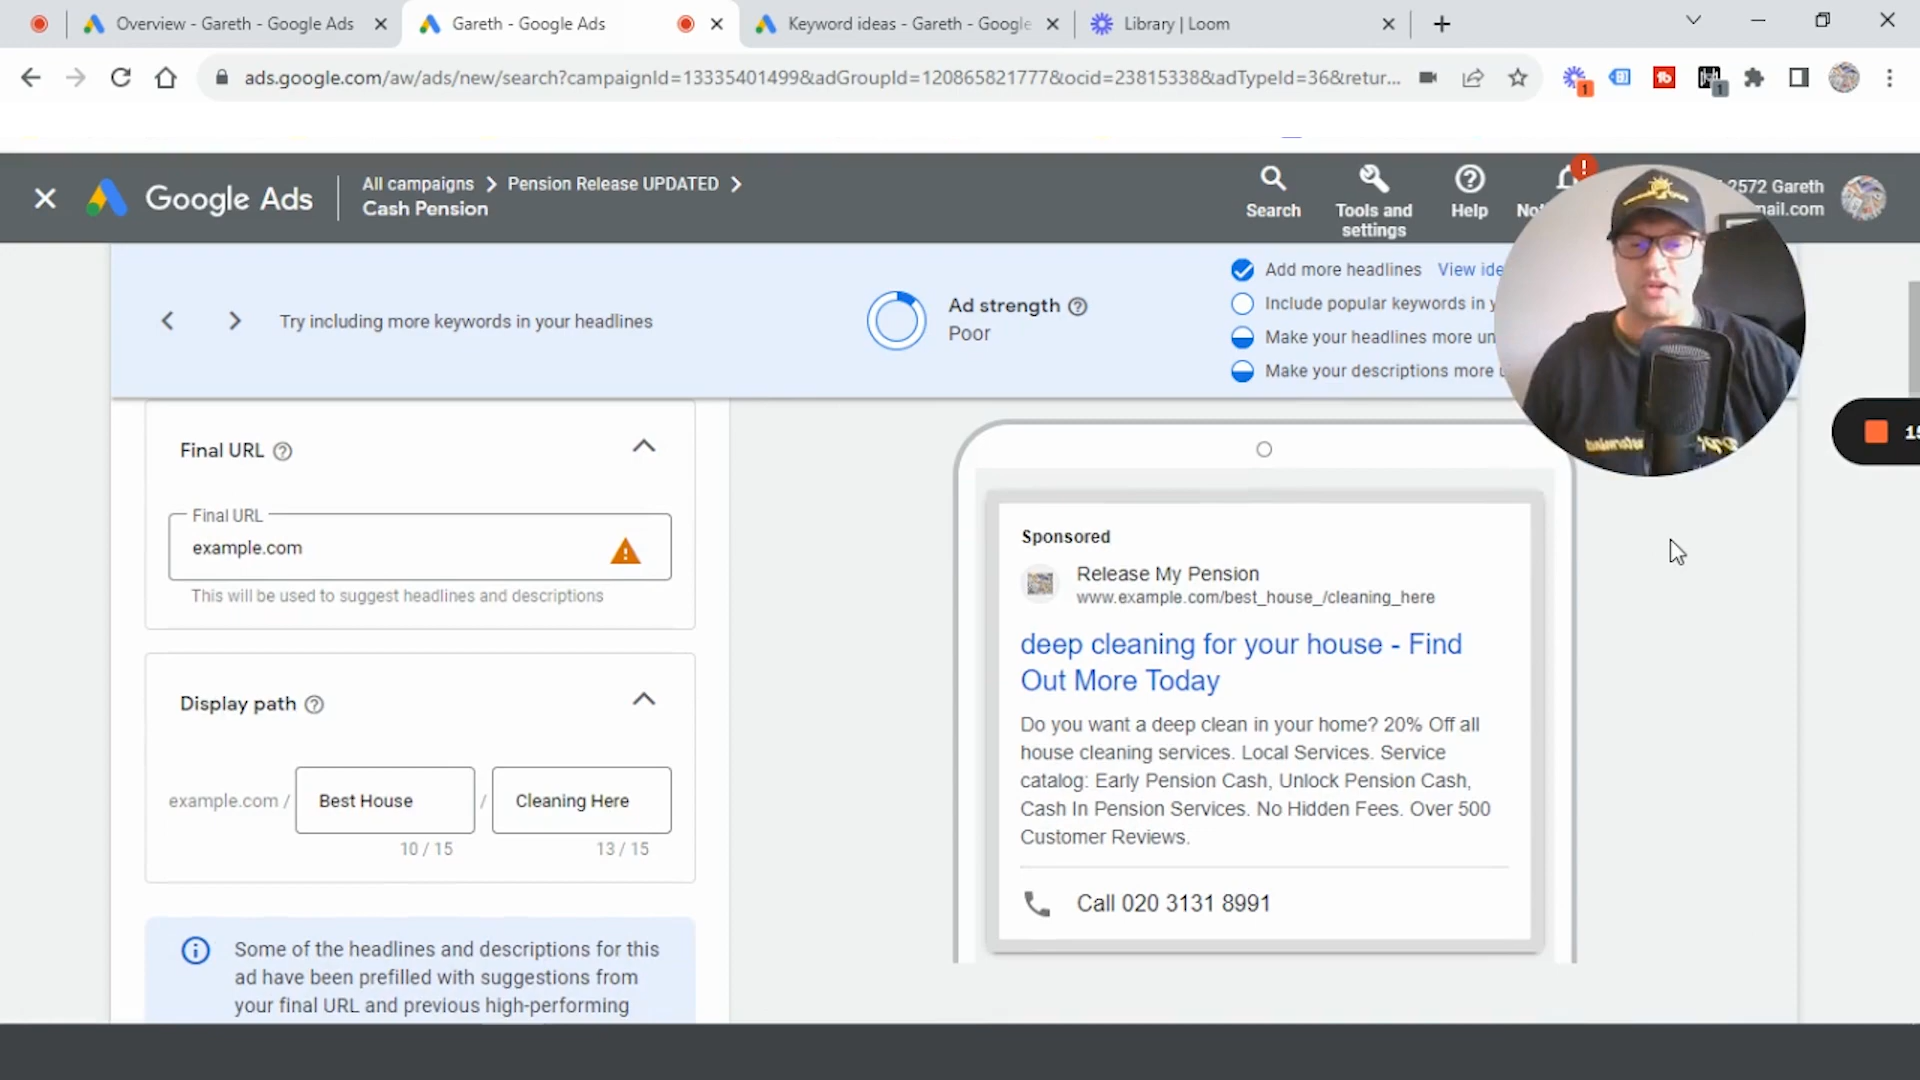 Overview - Gareth - Google Ads
Gareth - Google Ads
Keyword ideas - Gareth - Google
Library | Loom
ads.google.com/aw/ads/new/search?campaignId=13335401499&adGroupId=120865821777&ocid=23815338&adTypeId=36&retur...
1
1
Google Ads
All campaigns > Pension Release UPDATED >
Cash Pension
Search
Tools and settings
Help
2572 Gareth
Try including more keywords in your headlines
Ad strength
Poor
Add more headlines View
Include popular keywords in
Make your headlines more
Make your descriptions more
Final URL
Final URL
example.com
This will be used to suggest headlines and descriptions
Display path
example.com / Best House / Cleaning Here
10 / 15 13 / 15
Some of the headlines and descriptions for this
ad have been prefilled with suggestions from
your final URL and previous high-performing
Sponsored
Release My Pension
www.example.com/best_house_/cleaning_here
deep cleaning for your house - Find
Out More Today
Do you want a deep clean in your home? 20% Off all
house cleaning services. Local Services. Service
catalog: Early Pension Cash, Unlock Pension Cash,
Cash In Pension Services. No Hidden Fees. Over 500
Customer Reviews.
Call 020 3131 8991